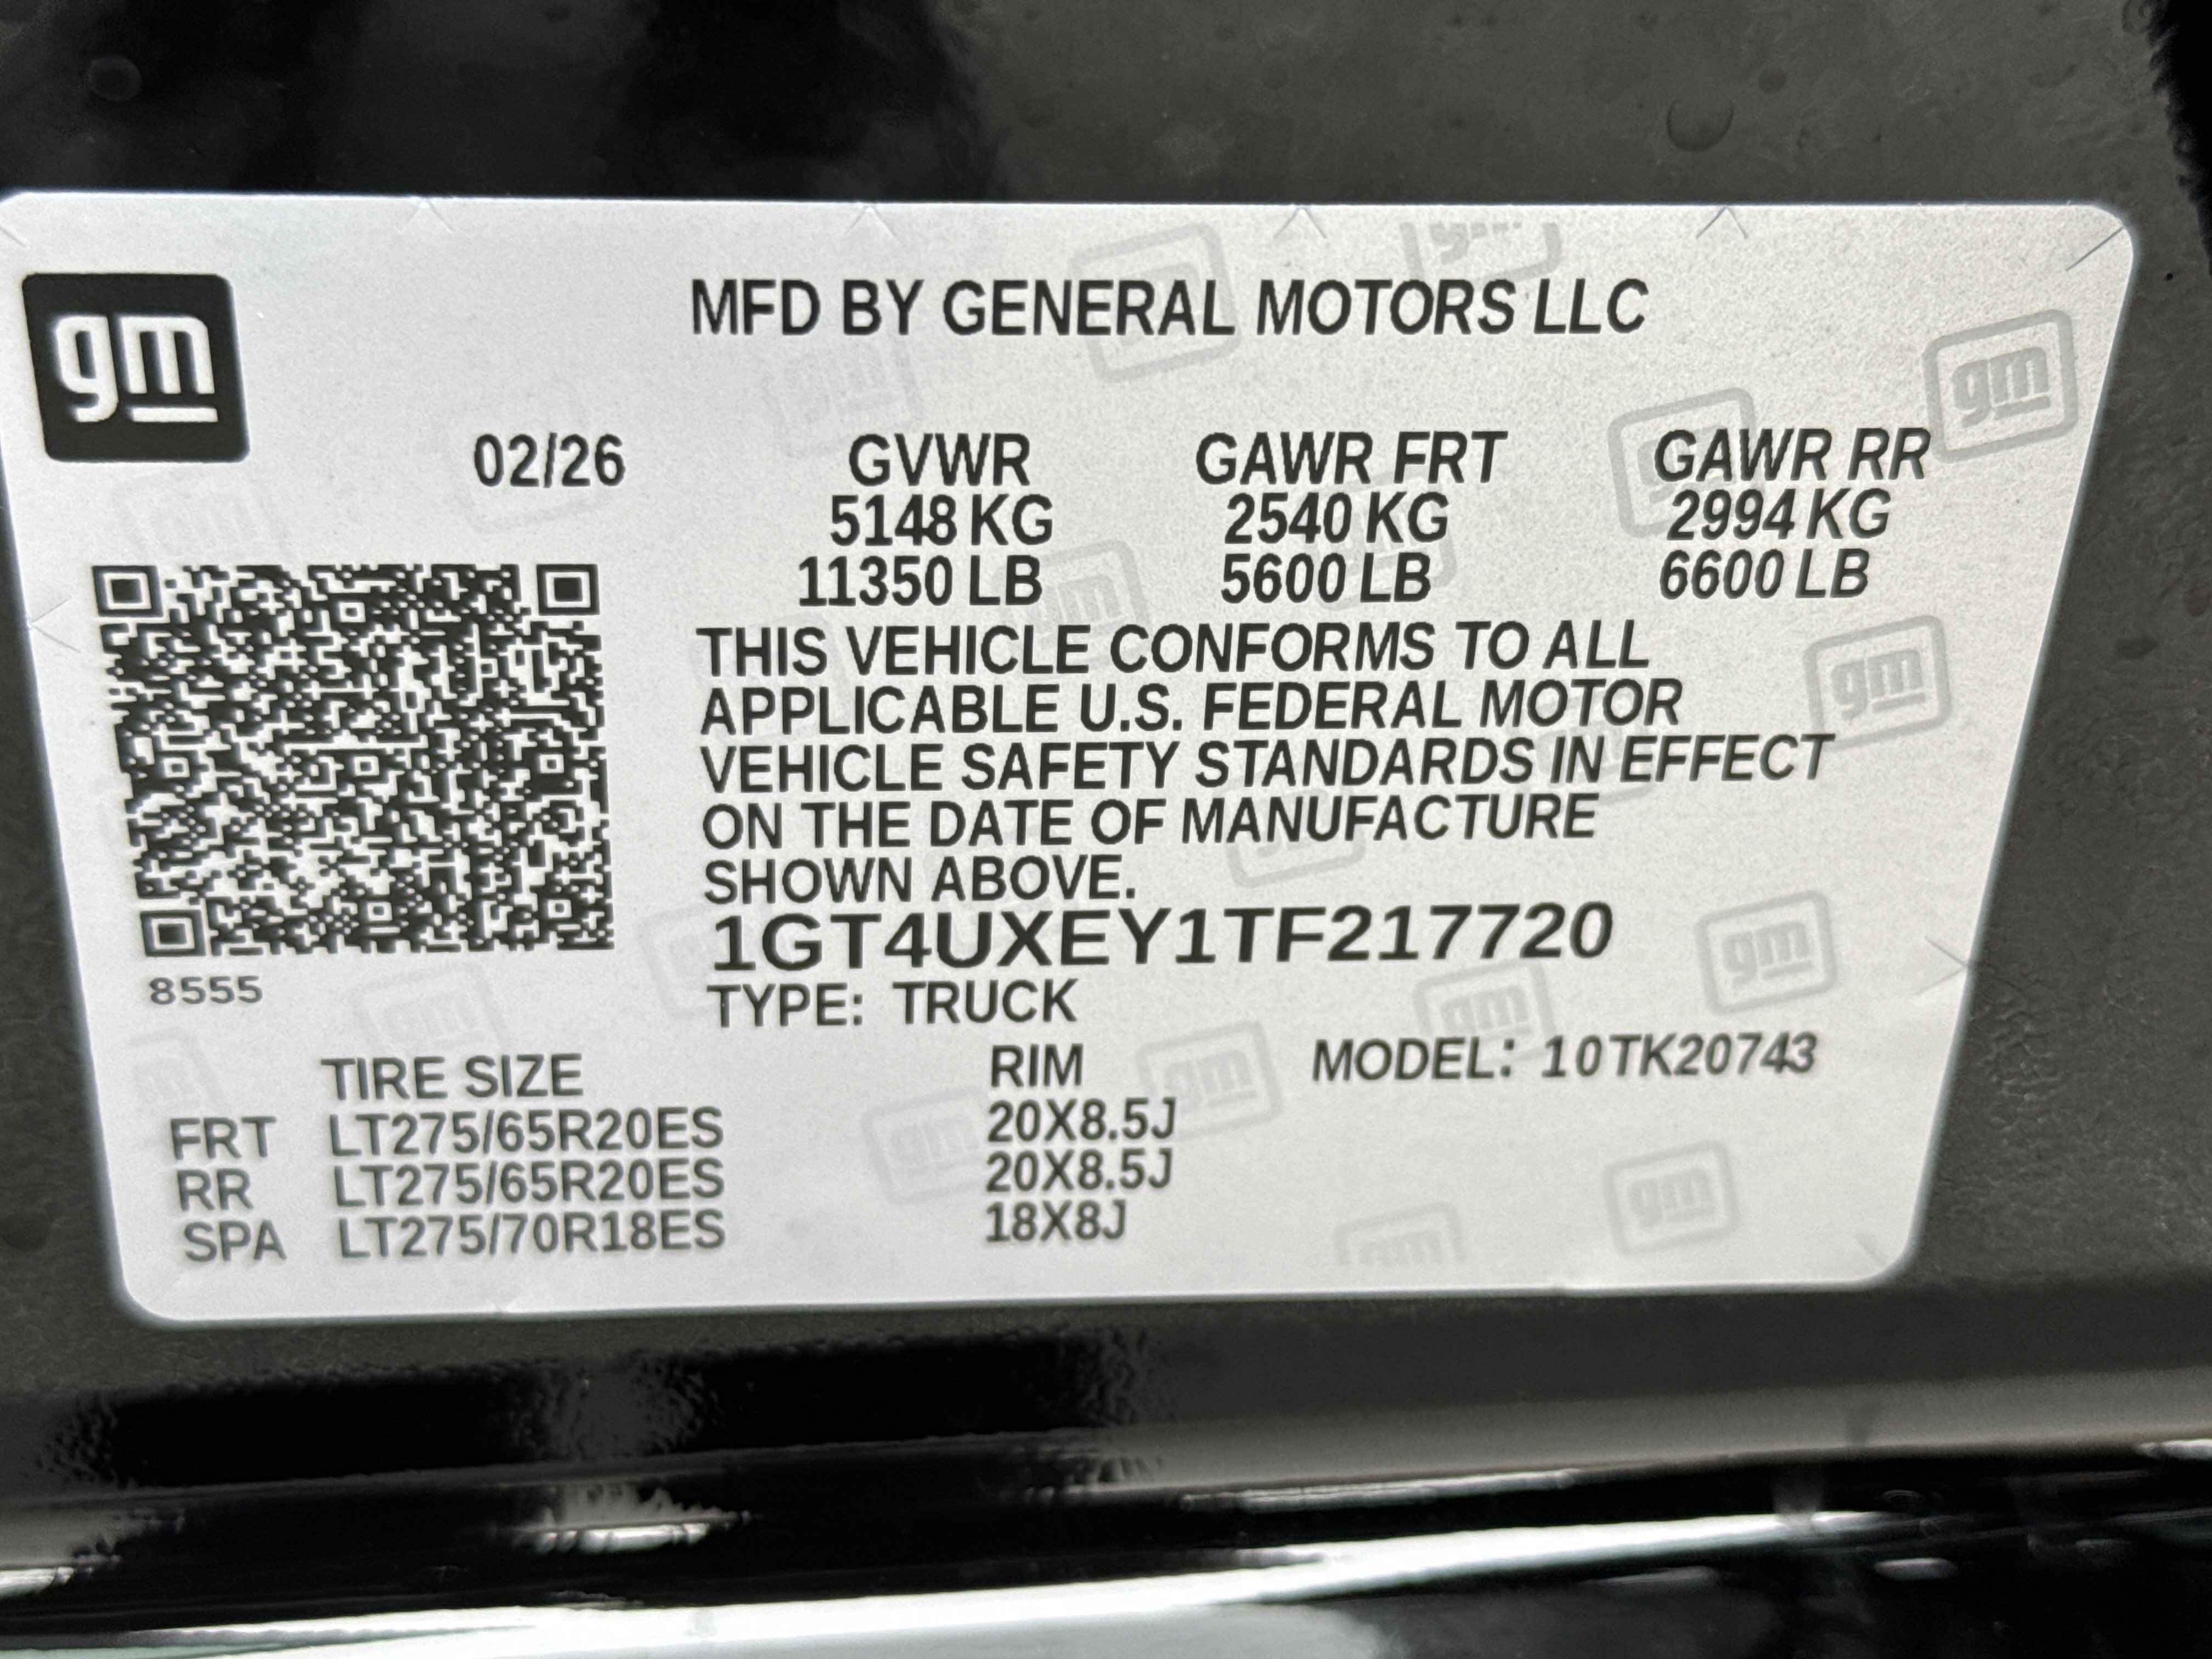 gm
MFD BY GENERAL MOTORS LLC
02/26 GVWR GAWR FRT GAWR RR
5148 KG 2540 KG 2994 KG
11350 LB 5600 LB 6600 LB
THIS VEHICLE CONFORMS TO ALL
APPLICABLE U.S. FEDERAL MOTOR
VEHICLE SAFETY STANDARDS IN EFFECT
ON THE DATE OF MANUFACTURE
SHOWN ABOVE.
1GT4UXEY1TF217720
8555
TYPE: TRUCK
TIRE SIZE RIM MODEL: 10TK20743
FRT LT275/65R20ES 20X8.5J
RR LT275/65R20ES 20X8.5J
SPA LT275/70R18ES 18X8J